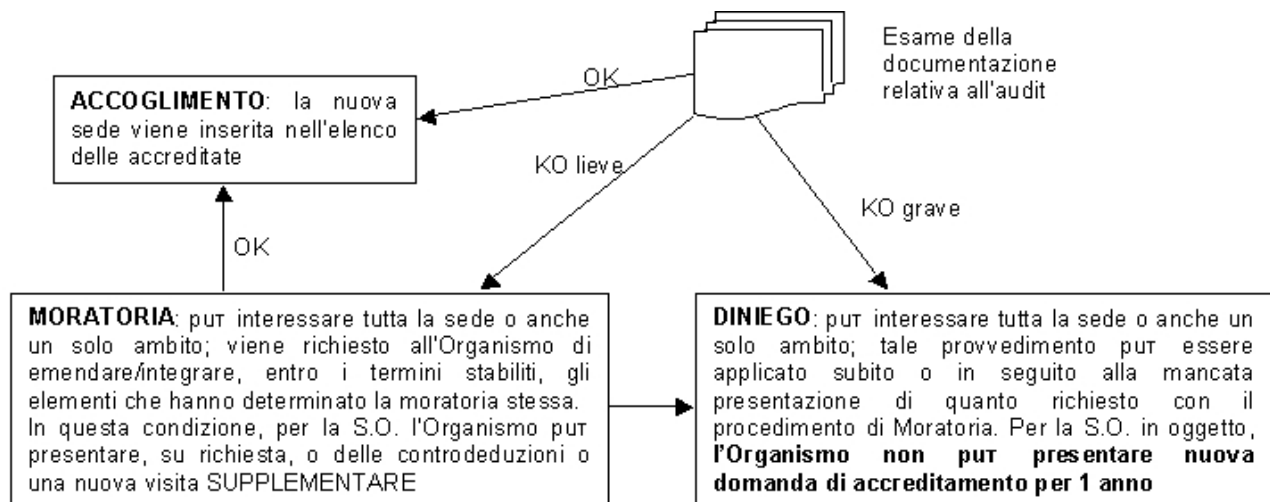 Esame della
documentazione
relativa all'audit
OK
ACCOGLIMENTO: la nuova
sede viene inserita nell'elenco
delle accreditate
KO lieve
KO grave
OK
MORATORIA: puт interessare tutta la sede o anche
un solo ambito; viene richiesto all'Organismo di
emendare/integrare, entro i termini stabiliti, gli
elementi che hanno determinato la moratoria stessa.
In questa condizione, per la S.O. l'Organismo puт
presentare, su richiesta, o delle controdeduzioni o
una nuova visita SUPPLEMENTARE
DINIEGO: puт interessare tutta la sede o anche un
solo ambito; tale provvedimento puт essere
applicato subito o in seguito alla mancata
presentazione di quanto richiesto con il
procedimento di Moratoria. Per la S.O. in oggetto,
l'Organismo non puт presentare nuova
domanda di accreditamento per 1 anno